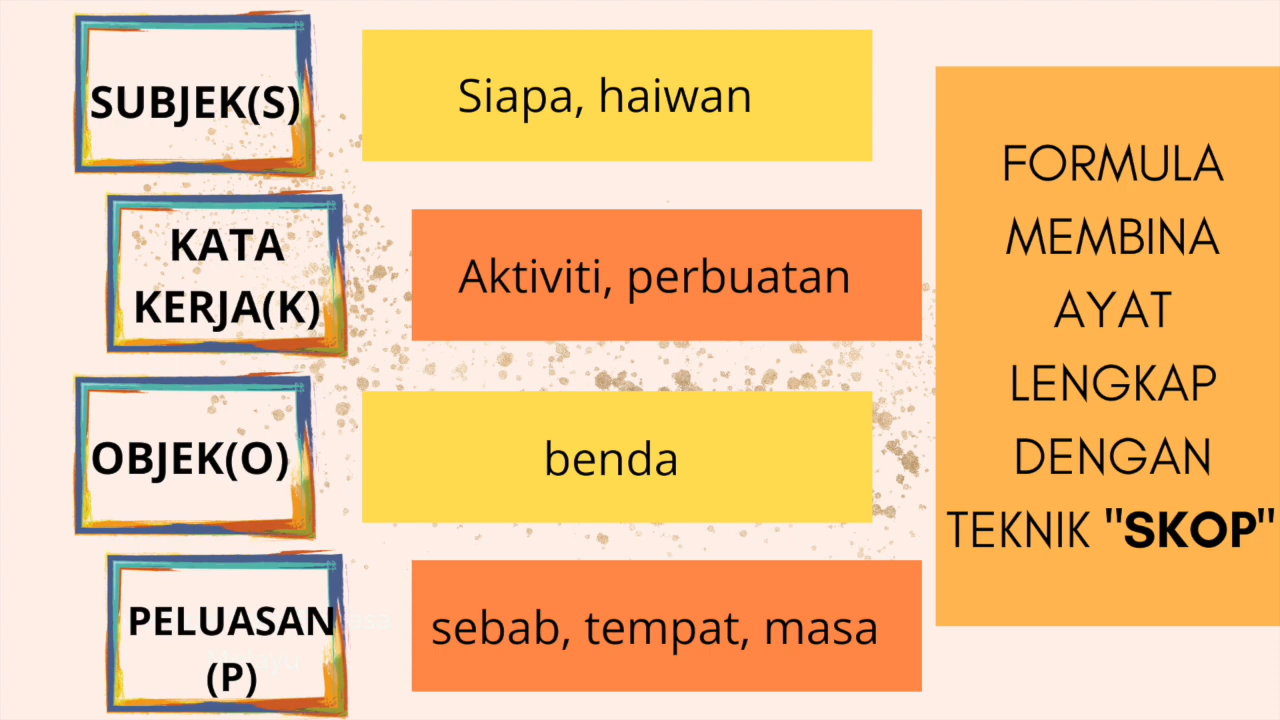 SUBJEK(S)
Siapa, haiwan
KATA
KERJA(K)
Aktiviti, perbuatan
OBJEK(O)
benda
PELUASAN
(P)
sebab, tempat, masa
FORMULA
MEMBINA
AYAT
LENGKAP
DENGAN
TEKNIK "SKOP"